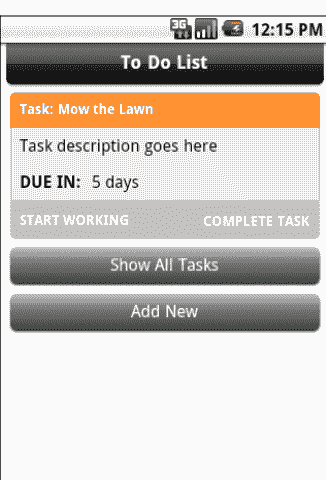 3G 12:15 PM
To Do List
Task: Mow the Lawn
Task description goes here
DUE IN: 5 days
START WORKING COMPLETE TASK
Show All Tasks
Add New